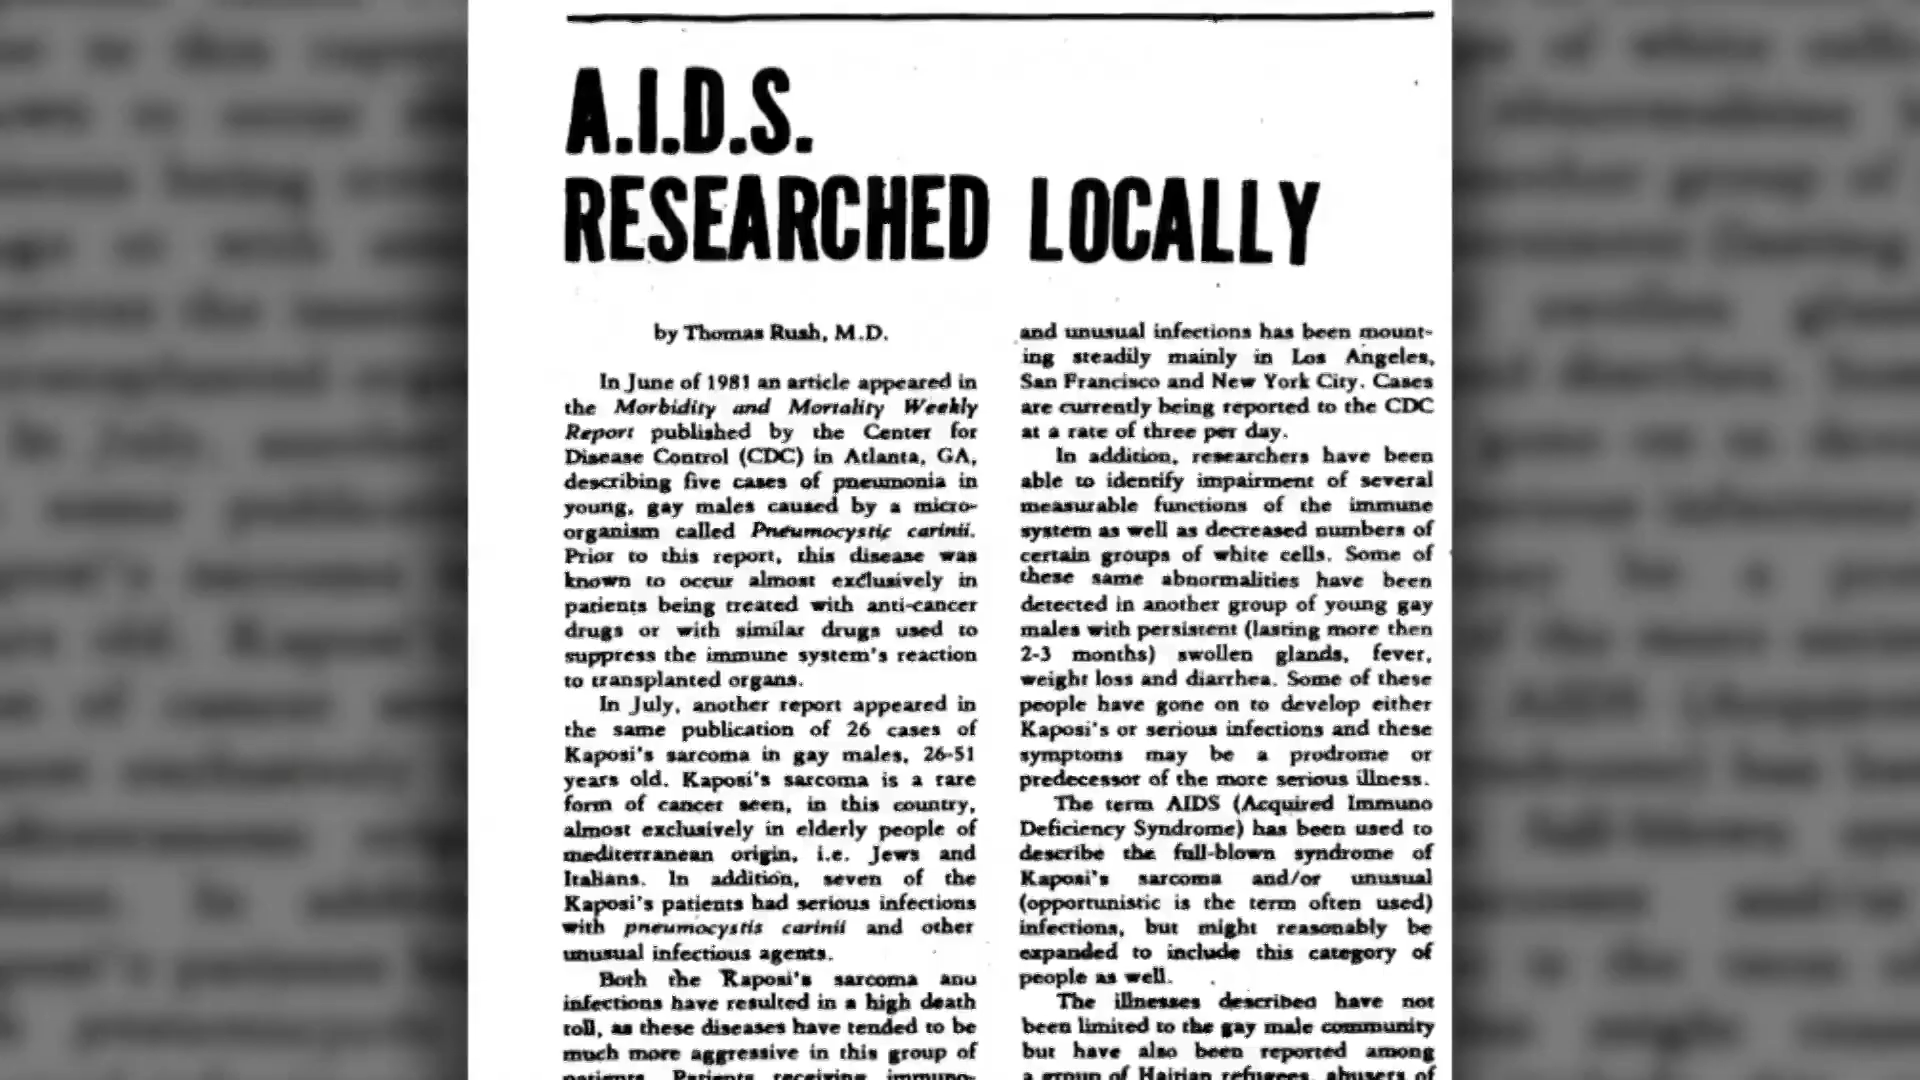 A.I.D.S.
RESEARCHED LOCALLY
by Thomas Rush, M.D.
In June of 1981 an article appeared in
the Morbidity and Mortality Weekly
Report published by the Center for
Disease Control (CDC) in Atlanta, GA,
describing five cases of pneumonia in
young, gay males caused by a micro-
organism called Pneumocystic carinii.
Prior to this report, this disease was
known to occur almost exclusively in
patients being treated with anti-cancer
drugs or with similar drugs used to
suppress the immune system's reaction
to transplanted organs.
In July, another report appeared in
the same publication of 26 cases of
Kaposi's sarcoma in gay males, 26-51
years old. Kaposi's sarcoma is a rare
form of cancer seen, in this country,
almost exclusively in elderly people of
mediterranean origin, i.e. Jews and
Italians. In addition, seven of the
Kaposi's patients had serious infections
with pneumocystis carinii and other
unusual infectious agents.
Both the Kaposi's sarcoma and
infections have resulted in a high death
toll, as these diseases have tended to be
much more aggressive in this group of
patients. Patients receiving immuno-
and unusual infections has been mount-
ing steadily mainly in Los Angeles,
San Francisco and New York City. Cases
are currently being reported to the CDC
at a rate of three per day.
In addition, researchers have been
able to identify impairment of several
measurable functions of the immune
system as well as decreased numbers of
certain groups of white cells. Some of
these same abnormalities have been
detected in another group of young gay
males with persistent (lasting more then
2-3 months) swollen glands, fever,
weight loss and diarrhea. Some of these
people have gone on to develop either
Kaposi's or serious infections and these
symptoms may be a prodrome or
predecessor of the more serious illness.
The term AIDS (Acquired Immuno
Deficiency Syndrome) has been used to
describe the full-blown syndrome of
Kaposi's sarcoma and/or unusual
(opportunistic is the term often used)
infections, but might reasonably be
expanded to include this category of
people as well.
The illnesses described have not
been limited to the gay male community
but have also been reported among
a group of Haitian refugees, abusers of